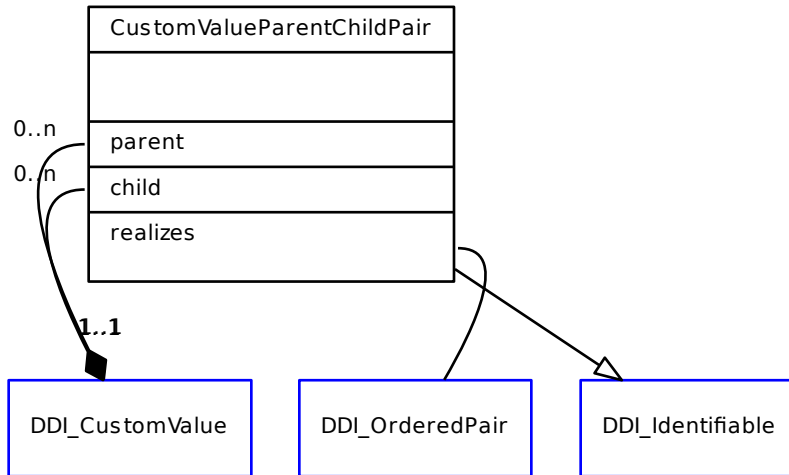 CustomValueParentChildPair
0..n
parent
0..n
child
realizes
1..1
DDI_CustomValue
DDI_OrderedPair
DDI_Identifiable